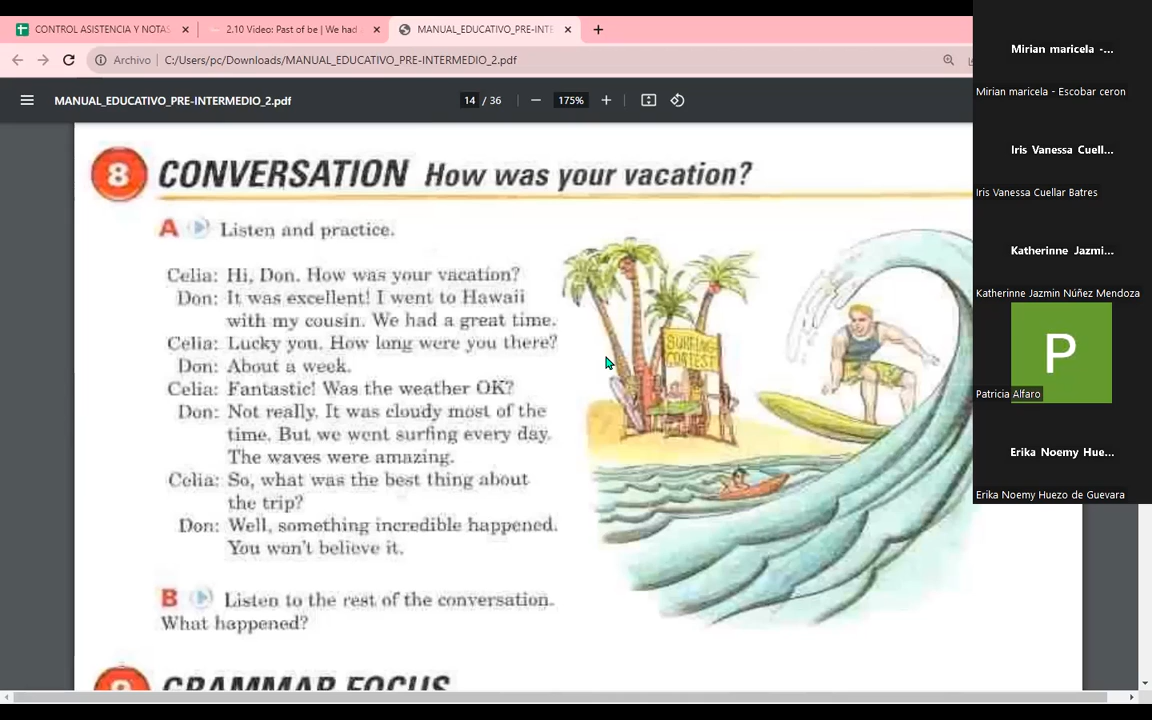 CONTROL ASISTENCIA Y NOTAS
2.10 Video: Past of be | We had
MANUAL_EDUCATIVO_PRE-INTE
Archivo
C:/Users/pc/Downloads/MANUAL_EDUCATIVO_PRE-INTERMEDIO_2.pdf
MANUAL_EDUCATIVO_PRE-INTERMEDIO_2.pdf
14 / 36
175%
8 CONVERSATION How was your vacation?
A Listen and practice.
Celia: Hi, Don. How was your vacation?
Don: It was excellent! I went to Hawaii
with my cousin. We had a great time.
Celia: Lucky you. How long were you there?
Don: About a week.
Celia: Fantastic! Was the weather OK?
Don: Not really. It was cloudy most of the
time. But we went surfing every day.
The waves were amazing.
Celia: So, what was the best thing about
the trip?
Don: Well, something incredible happened.
You won't believe it.
SURFING
CONTEST
B Listen to the rest of the conversation.
What happened?
9 GRAMMAR FOCUS
Mirian maricela -...
Mirian maricela - Escobar ceron
Iris Vanessa Cuell...
Iris Vanessa Cuellar Batres
Katherinne Jazmi...
Katherinne Jazmin Núñez Mendoza
P
Patricia Alfaro
Erika Noemy Hue...
Erika Noemy Huezo de Guevara